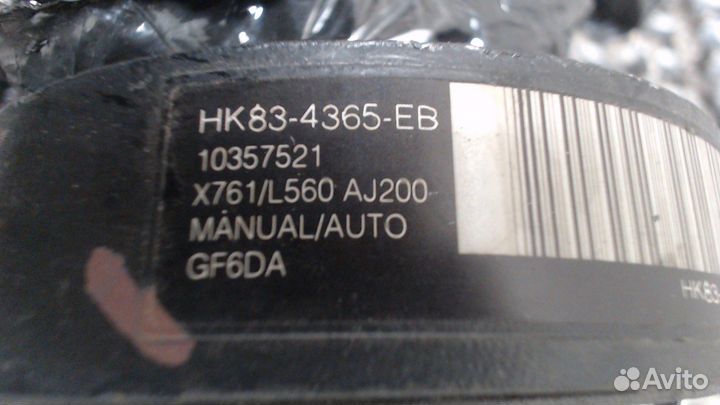 HK83-4365-EB
10357521
X761/L560 AJ200
MANUAL/AUTO
GF6DA
HK83-
Avito